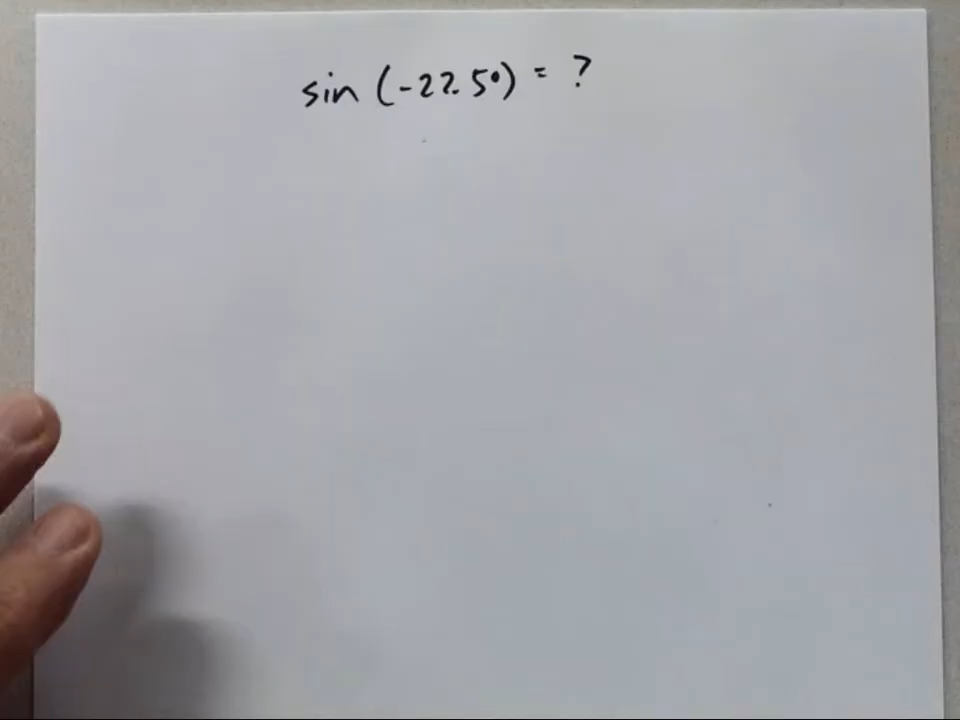 sin (-22.5°) = ?